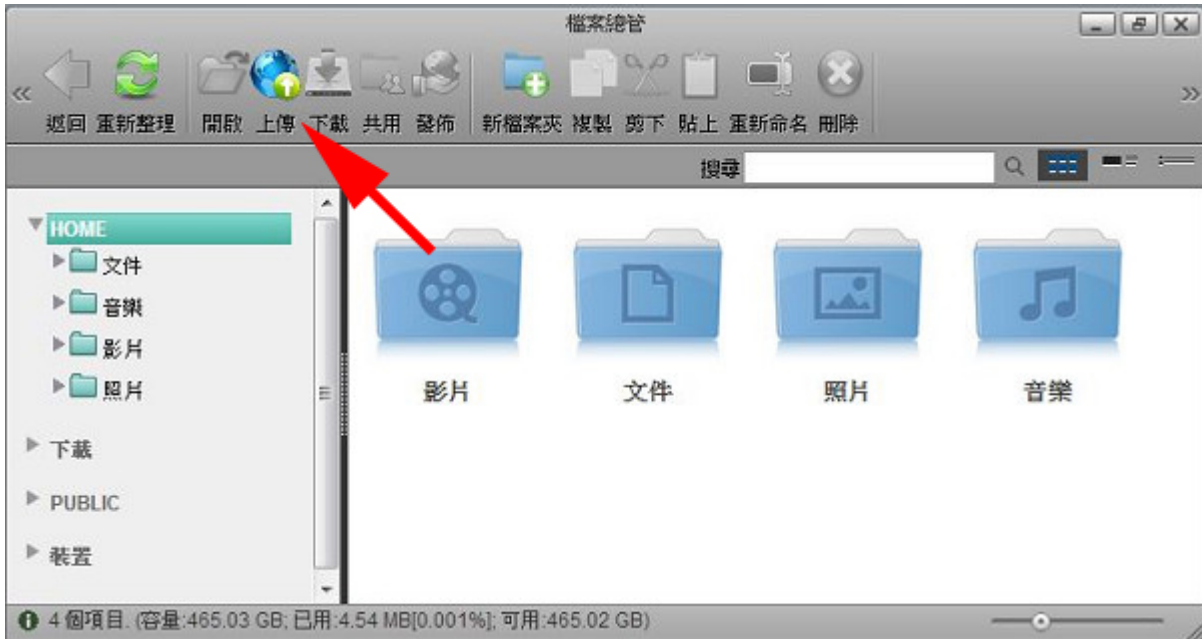 檔案總管
返回 重新整理 開啟 上傳 下載 共用 發佈 新檔案夾 複製 剪下 貼上 重新命名 刪除
搜尋
HOME
文件
音樂
影片
照片
下載
PUBLIC
裝置
影片 文件 照片 音樂
4 個項目. (容量:465.03 GB; 已用:4.54 MB[0.001%]; 可用:465.02 GB)